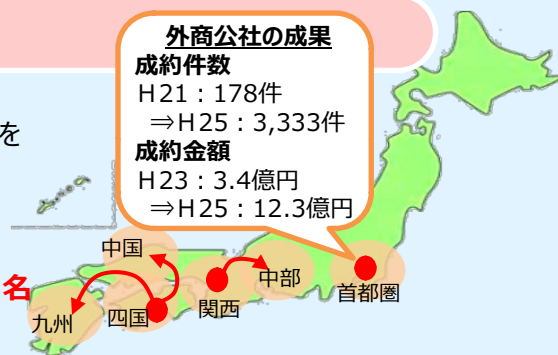 外商公社の成果
成約件数
H21：178件
⇒H25：3,333件
成約金額
H23：3.4億円
⇒H25：12.3億円
を
名
中国
九州
四国
関西
中部
首都圏